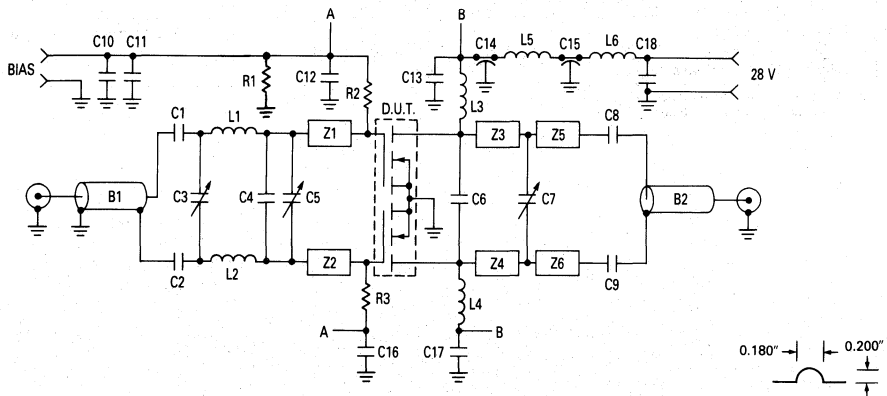 A
B
C10
C11
C14
L5
C15
L6
C18
BIAS
R1
C12
R2
C13
L3
28 V
D.U.T.
C1
L1
Z1
Z3
Z5
C8
B1
C3
C4
C5
C6
C7
B2
C2
L2
Z2
Z4
Z6
C9
R3
L4
A
B
C16
C17
0.180"
0.200"